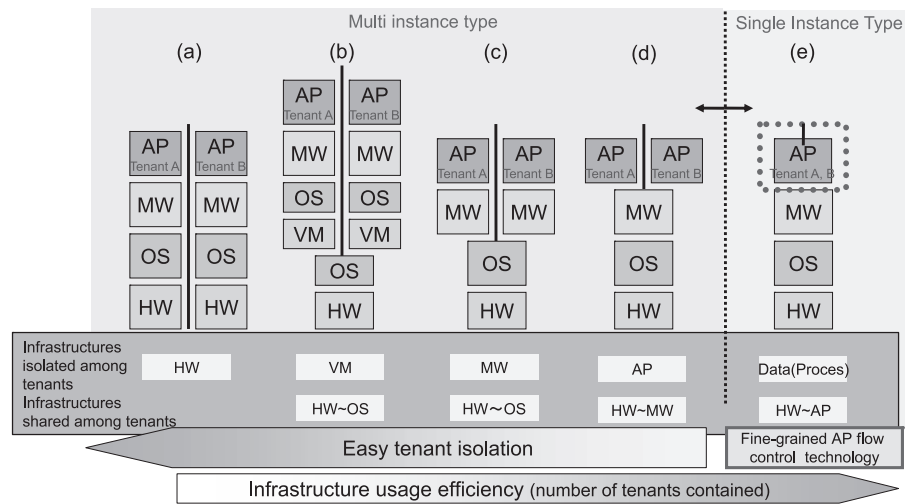 Multi instance type
Single Instance Type
(a)
(b)
(c)
(d)
(e)
AP
Tenant A
AP
Tenant B
MW
MW
OS
OS
HW
HW
AP
Tenant A
AP
Tenant B
MW
MW
OS
OS
VM
VM
OS
HW
AP
Tenant A
AP
Tenant B
MW
MW
OS
HW
AP
Tenant A
AP
Tenant B
MW
OS
HW
AP
Tenant A, B
MW
OS
HW
Infrastructures
isolated among
tenants
HW
VM
MW
AP
Data(Proces)
Infrastructures
shared among tenants
HW~OS
HW～OS
HW~MW
HW~AP
Easy tenant isolation
Fine-grained AP flow
control technology
Infrastructure usage efficiency (number of tenants contained)